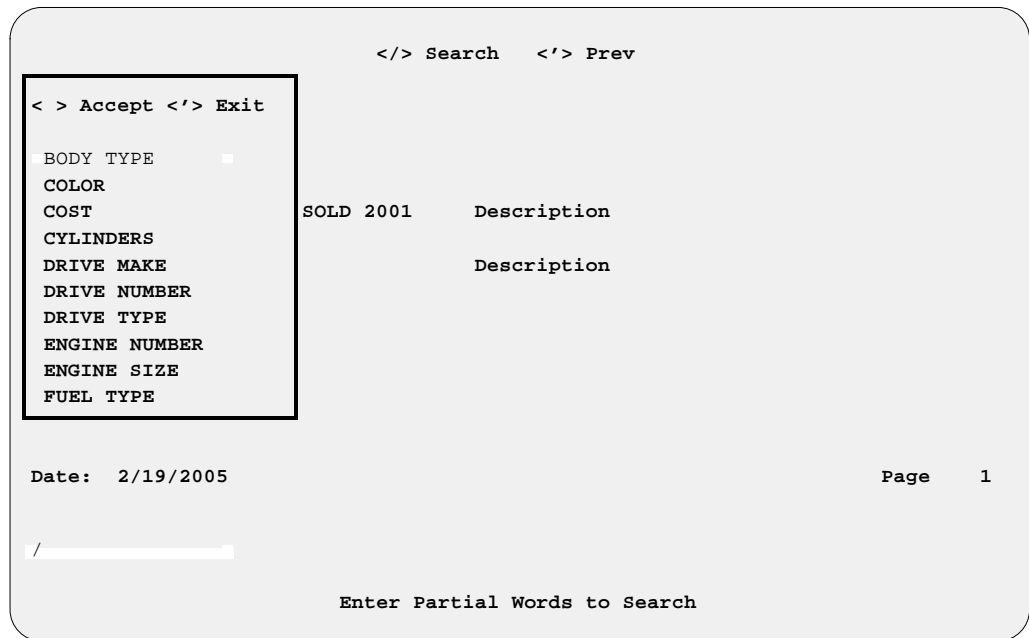 </> Search <'> Prev
< > Accept <'> Exit
BODY TYPE
COLOR
COST SOLD 2001 Description
CYLINDERS
DRIVE MAKE Description
DRIVE NUMBER
DRIVE TYPE
ENGINE NUMBER
ENGINE SIZE
FUEL TYPE
Date: 2/19/2005 Page 1
/
Enter Partial Words to Search